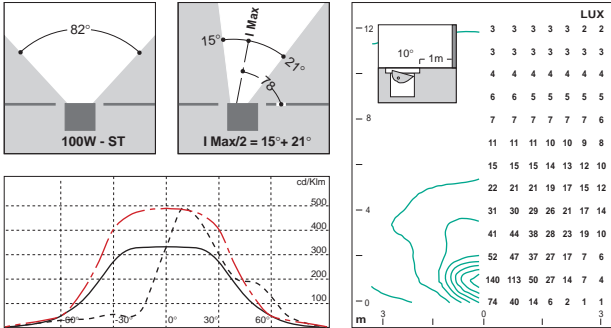 82°
100W - ST
15°
I Max
21°
78
I Max/2 = 15°+ 21°
cd/Klm
500
400
300
200
100
-60° -30° 0° 30° 60°
LUX
12
8
4
0
m
10°
1m
3 3 3 3 3 2 2
3 3 3 3 3 3 3
4 4 4 4 4 4 4
6 6 5 5 5 5 5
7 7 7 7 7 7 6
11 11 11 10 10 9 8
15 15 15 14 13 12 10
22 21 21 19 17 15 12
31 30 29 26 21 17 14
41 44 38 28 23 19 10
52 47 37 27 17 7 6
140 113 50 27 14 7 4
74 40 14 6 2 1 1
3 0 3